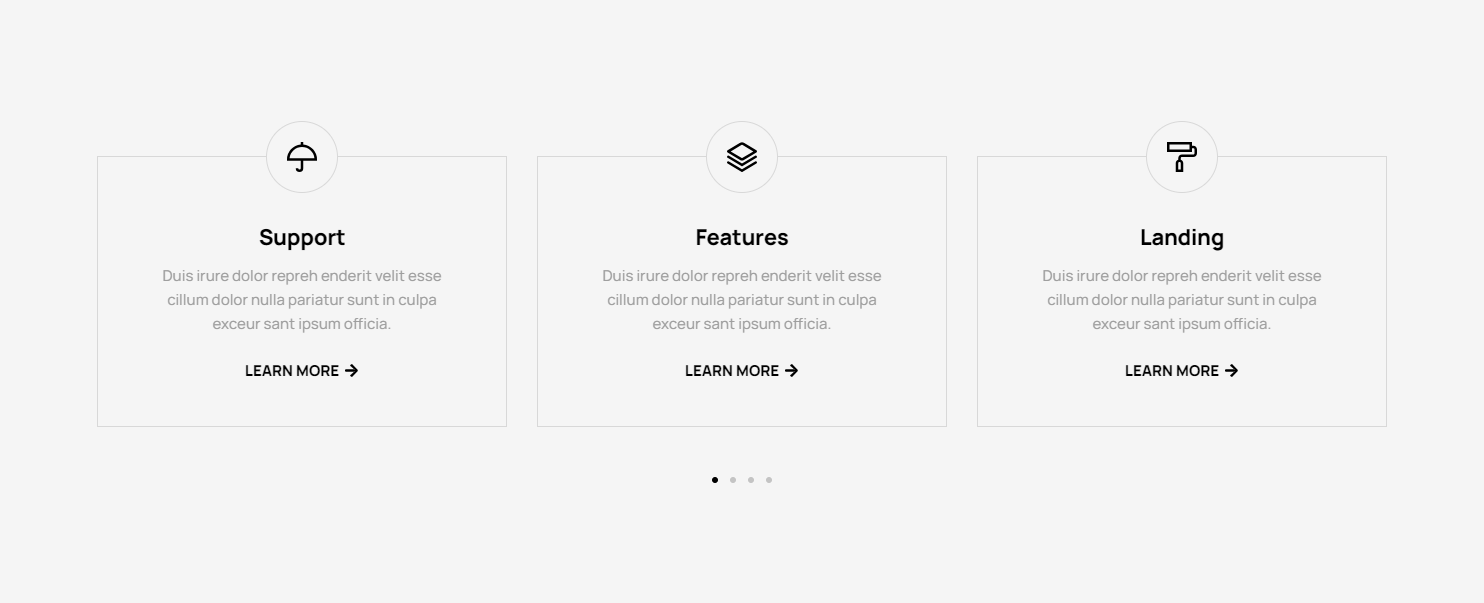 Support
Duis irure dolor repreh enderit velit esse
cillum dolor nulla pariatur sunt in culpa
exceur sant ipsum officia.
LEARN MORE
Features
Duis irure dolor repreh enderit velit esse
cillum dolor nulla pariatur sunt in culpa
exceur sant ipsum officia.
LEARN MORE
Landing
Duis irure dolor repreh enderit velit esse
cillum dolor nulla pariatur sunt in culpa
exceur sant ipsum officia.
LEARN MORE